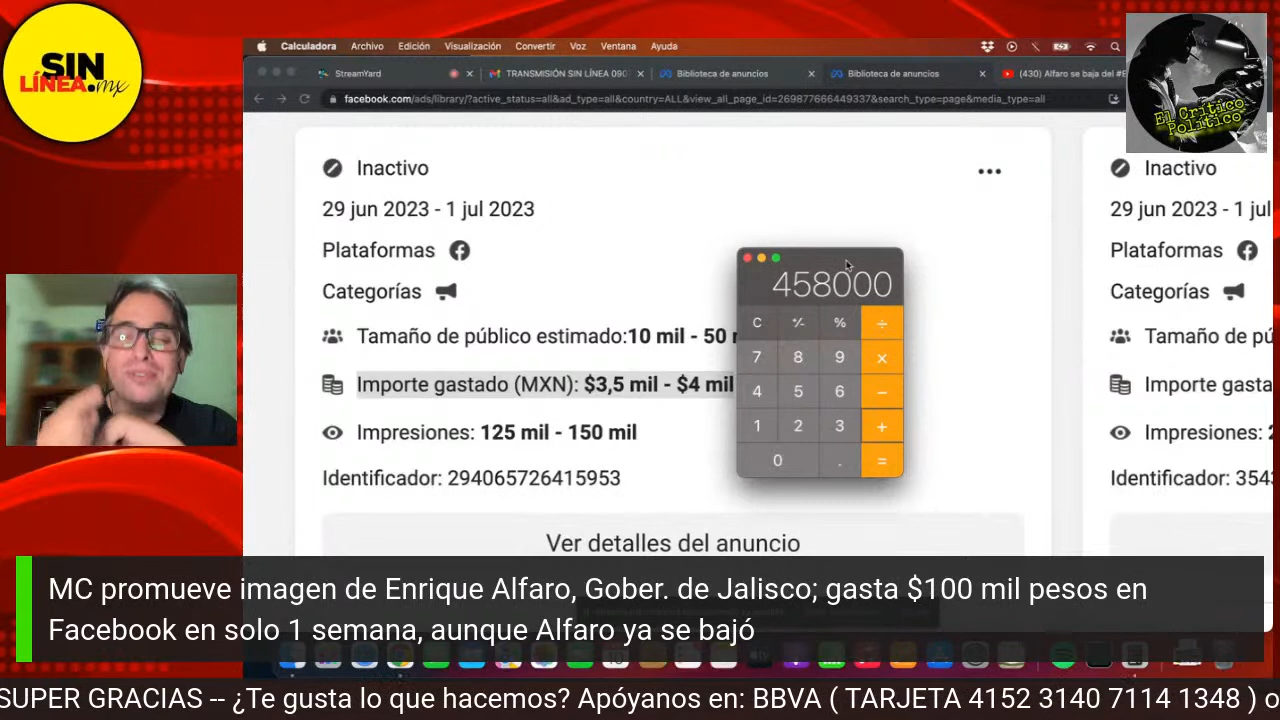 SIN
LÍNEA.mx
Calculadora Archivo Edición Visualización Convertir Voz Ventana Ayuda
StreamYard
TRANSMISIÓN SIN LÍNEA 090
Biblioteca de anuncios
Biblioteca de anuncios
(430) Alfaro se baja del #E
facebook.com/ads/library/?active_status=all&ad_type=all&country=ALL&view_all_page_id=269877666449337&search_type=page&media_type=all
El Crítico
Político
Inactivo
29 jun 2023 - 1 jul 2023
Plataformas
Categorías
Tamaño de público estimado:10 mil - 50 m
Importe gastado (MXN): $3,5 mil - $4 mil
Impresiones: 125 mil - 150 mil
Identificador: 2940657264159​53
Ver detalles del anuncio
458000
C +/- % ÷
7 8 9 ×
4 5 6 −
1 2 3 +
0 . =
Inactivo
29 jun 2023 - 1 jul
Plataformas
Categorías
Tamaño de pú
Importe gasta
Impresiones: 2
Identificador: 3543
MC promueve imagen de Enrique Alfaro, Gober. de Jalisco; gasta $100 mil pesos en
Facebook en solo 1 semana, aunque Alfaro ya se bajó
SUPER GRACIAS -- ¿Te gusta lo que hacemos? Apóyanos en: BBVA ( TARJETA 4152 3140 7114 1348 ) o